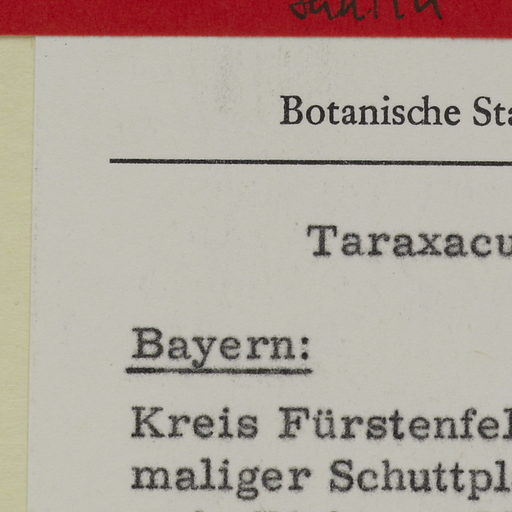 Botanische Sta
Taraxacu
Bayern:
Kreis Fürstenfel
maliger Schuttpl